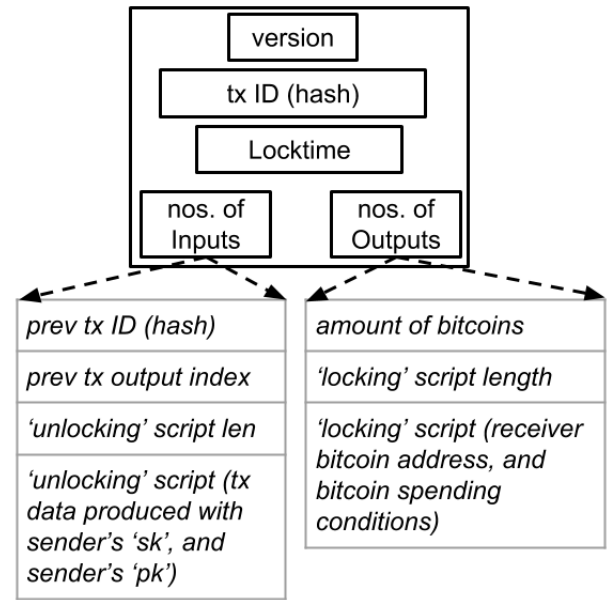 version
tx ID (hash)
Locktime
nos. of
Inputs
nos. of
Outputs
prev tx ID (hash)
prev tx output index
‘unlocking’ script len
‘unlocking’ script (tx
data produced with
sender’s ‘sk’, and
sender’s ‘pk’)
amount of bitcoins
‘locking’ script length
‘locking’ script (receiver
bitcoin address, and
bitcoin spending
conditions)